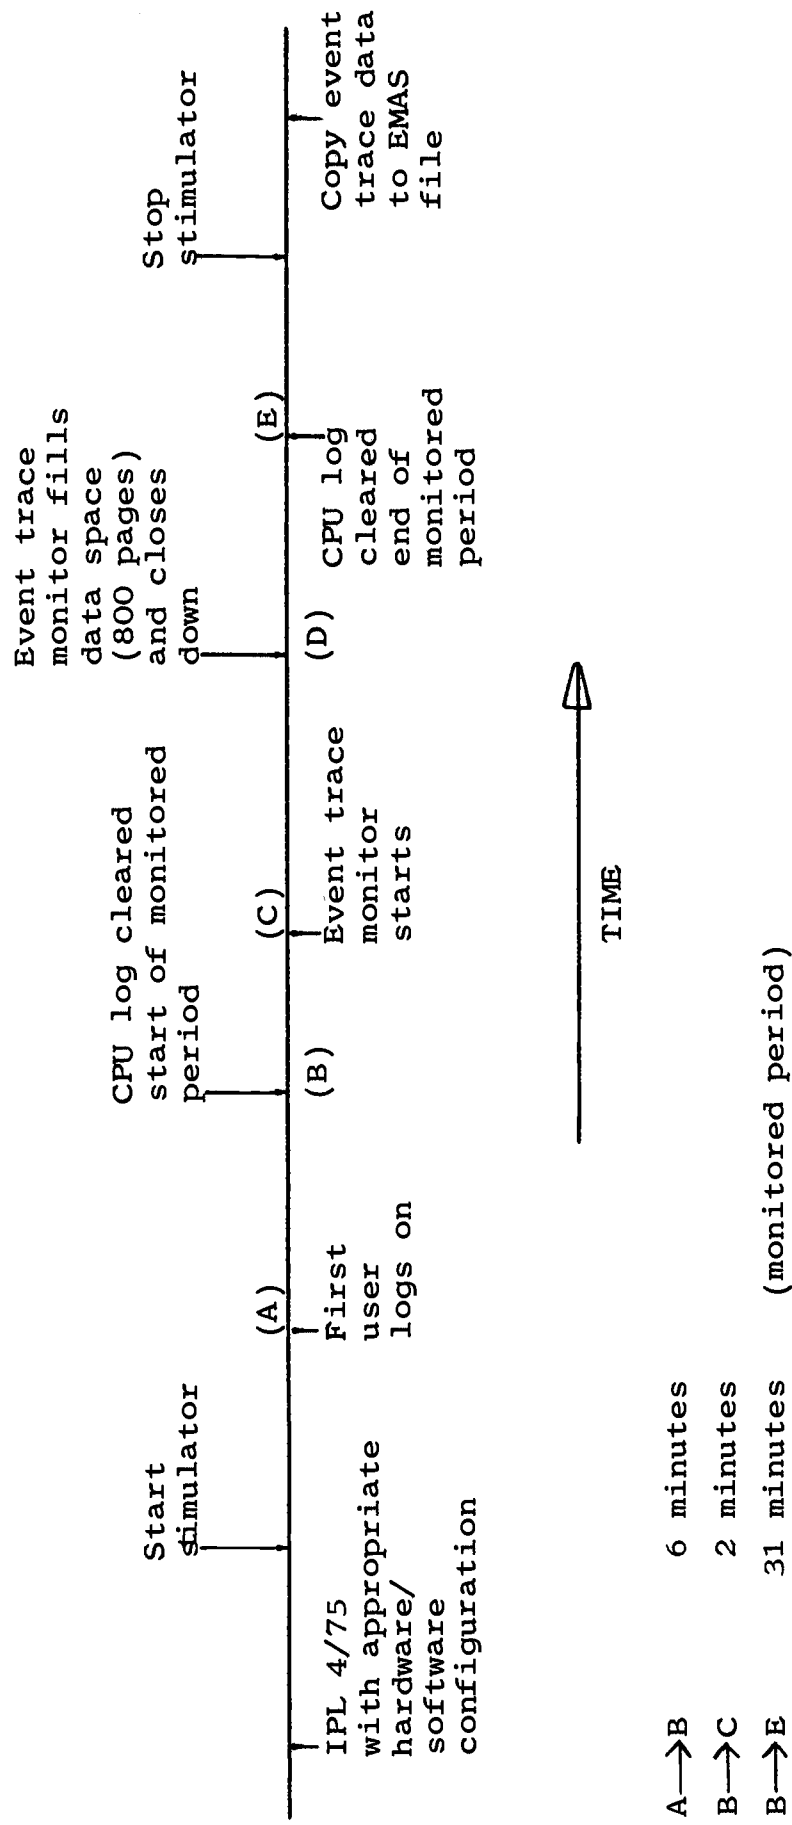 Start
simulator
CPU log cleared
start of monitored
period
Event trace
monitor fills
data space
(800 pages)
and closes
down
Stop
stimulator
(A)
(C)
(E)
(B)
(D)
IPL 4/75
with appropriate
hardware/
software
configuration
First
user
logs on
Event trace
monitor
starts
CPU log
cleared
end of
monitored
period
Copy event
trace data
to EMAS
file
TIME
A→B 6 minutes
B→C 2 minutes
B→E 31 minutes (monitored period)